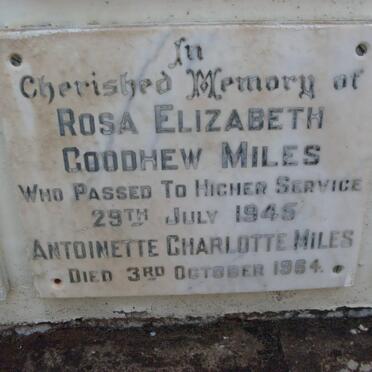 In
Cherished Memory of
ROSA ELIZABETH
GOODHEW MILES
WHO PASSED TO HIGHER SERVICE
29TH JULY 1945
ANTOINETTE CHARLOTTE MILES
DIED 3RD OCTOBER 1964.